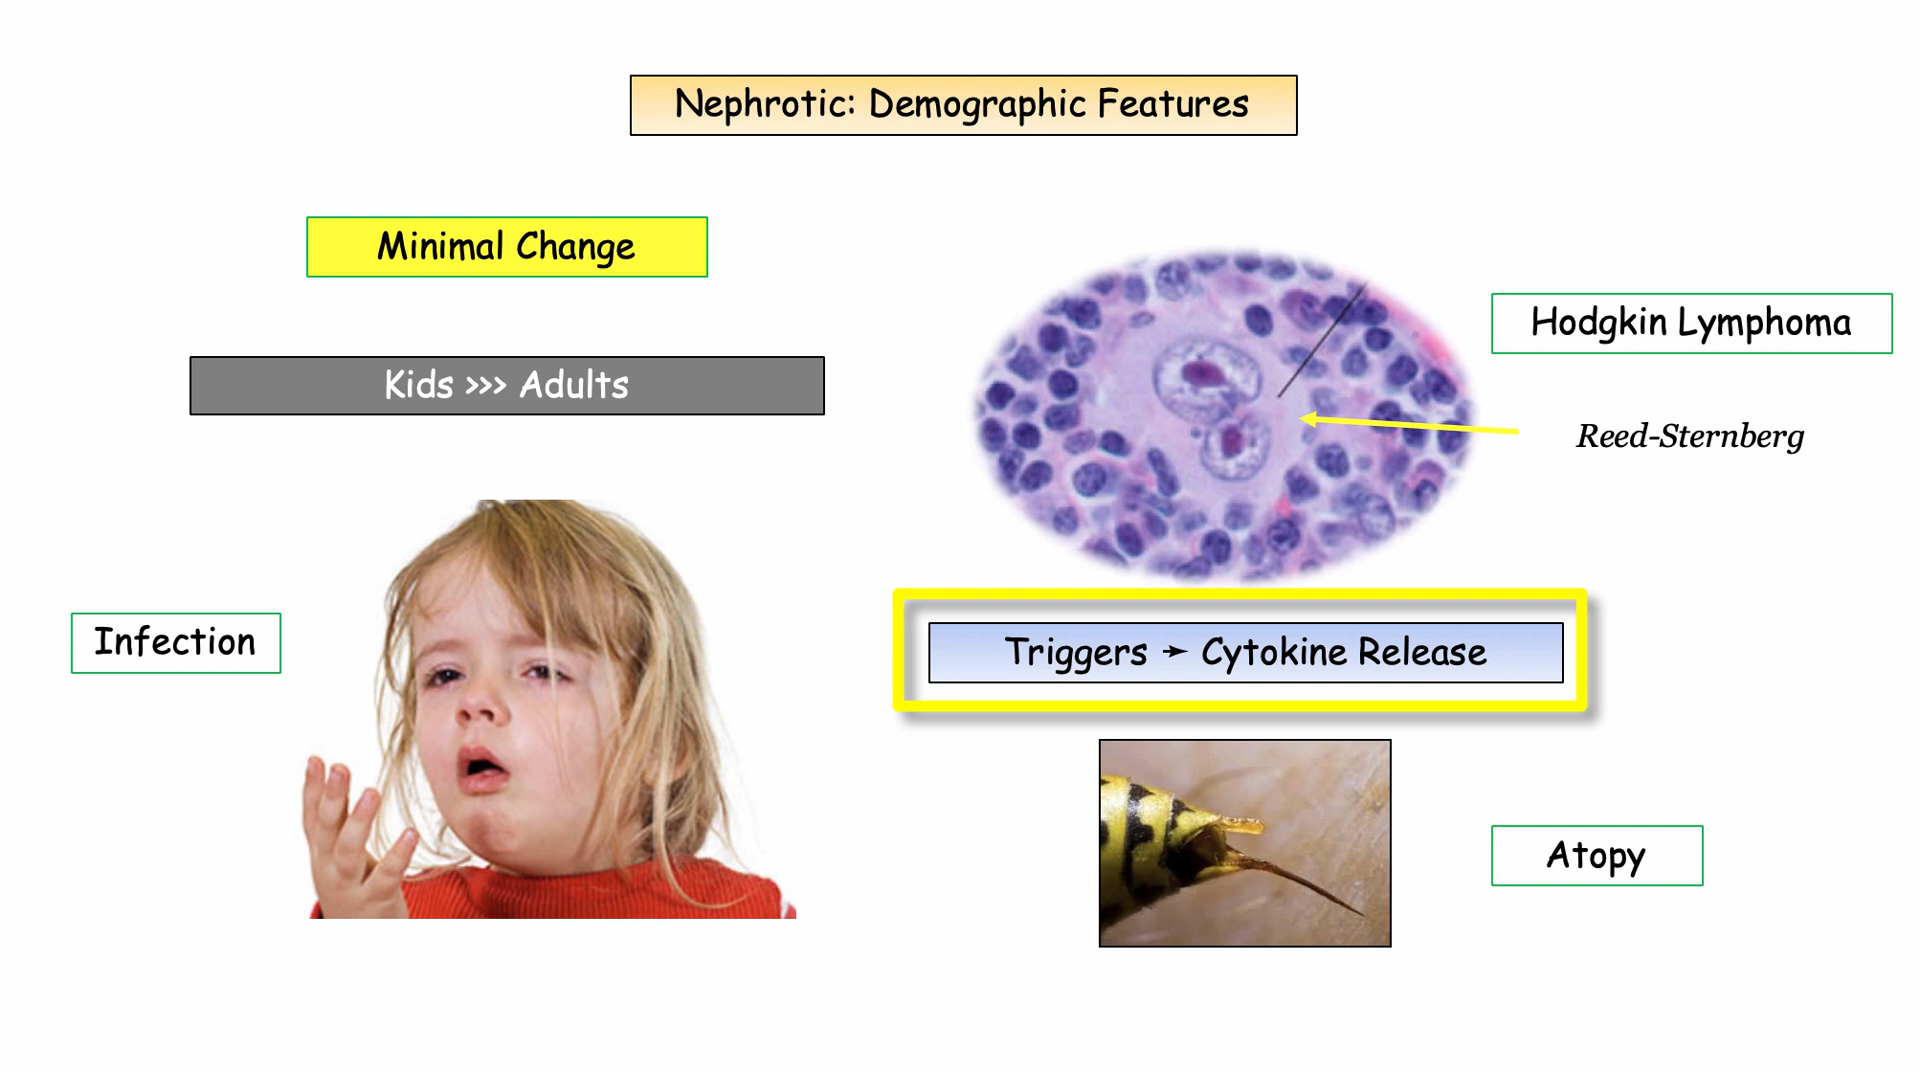 Nephrotic: Demographic Features
Minimal Change
Kids >>> Adults
Hodgkin Lymphoma
Reed-Sternberg
Infection
Triggers → Cytokine Release
Atopy